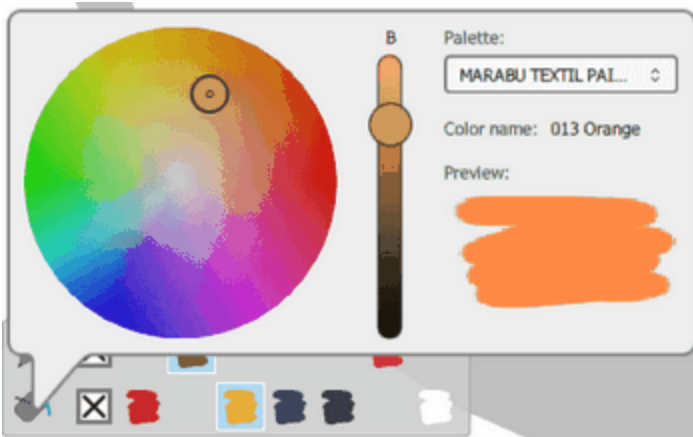 B
Palette:
MARABU TEXTIL PAI...
Color name: 013 Orange
Preview: